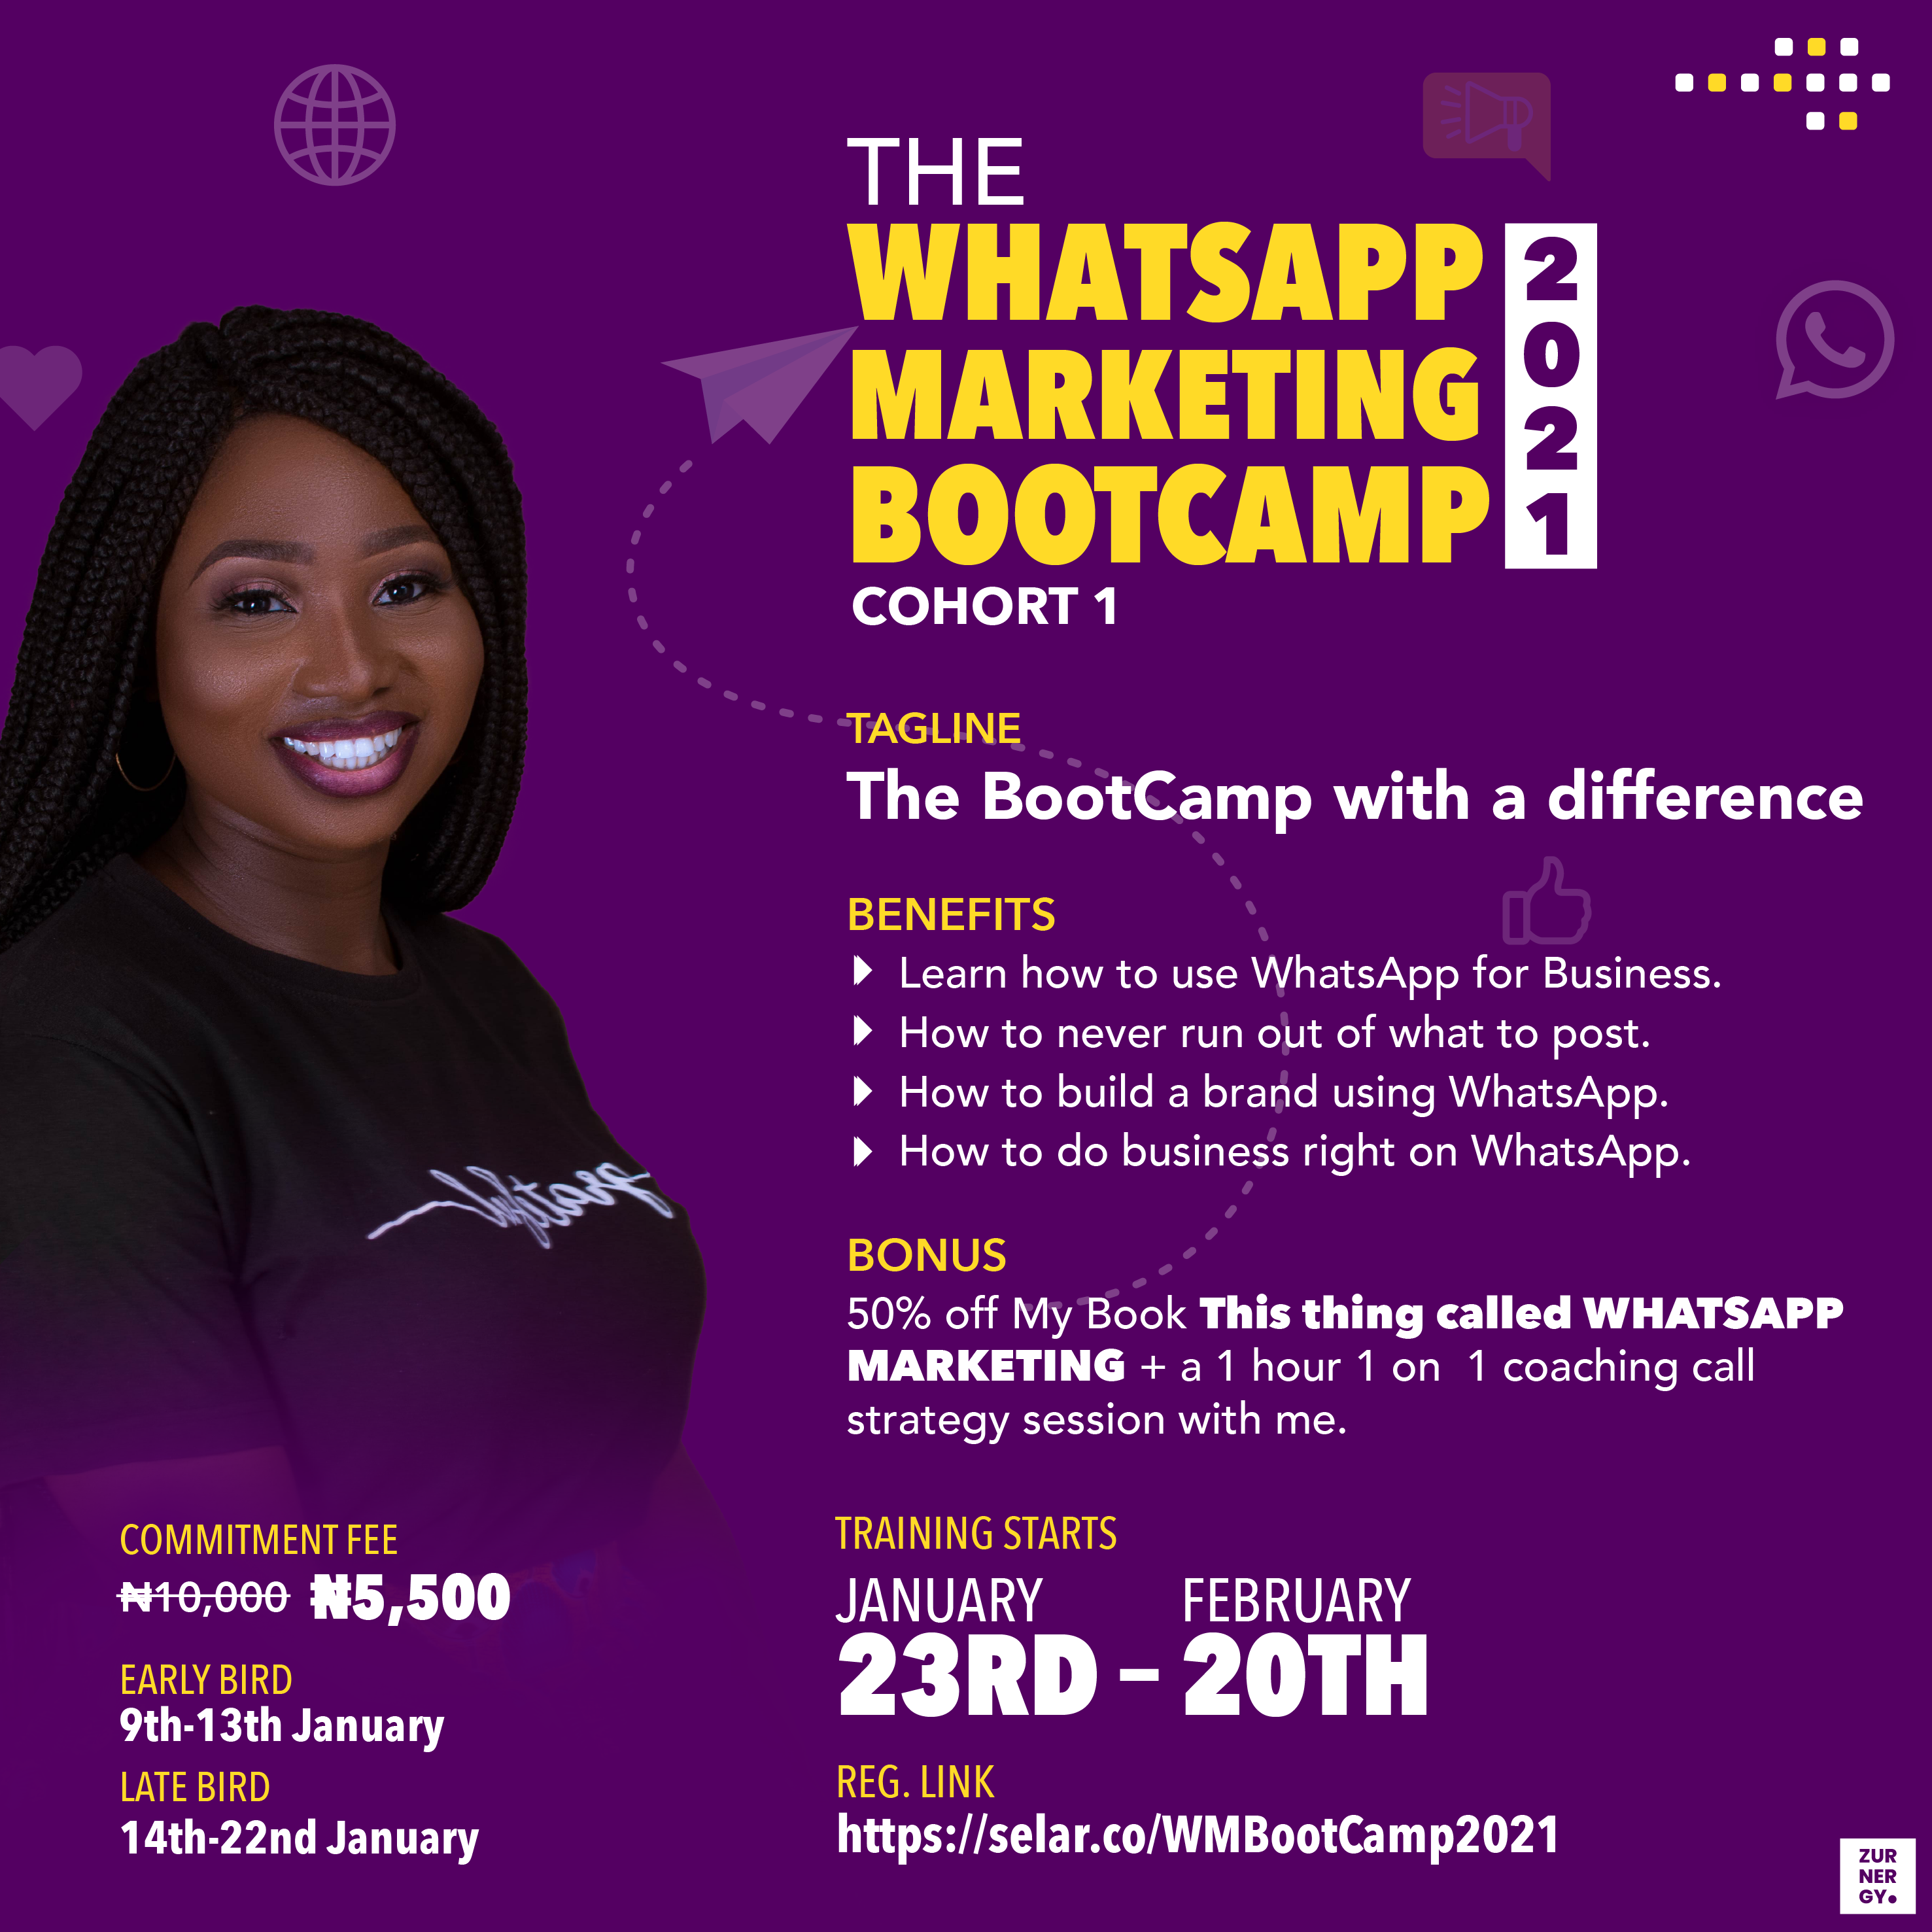 THE
WHATSAPP
MARKETING
BOOTCAMP
2021
COHORT 1
TAGLINE
The BootCamp with a difference
BENEFITS
Learn how to use WhatsApp for Business.
How to never run out of what to post.
How to build a brand using WhatsApp.
How to do business right on WhatsApp.
BONUS
50% off My Book This thing called WHATSAPP
MARKETING + a 1 hour 1 on 1 coaching call
strategy session with me.
COMMITMENT FEE
₦10,000 ₦5,500
EARLY BIRD
9th-13th January
LATE BIRD
14th-22nd January
TRAINING STARTS
JANUARY FEBRUARY
23RD – 20TH
REG. LINK
https://selar.co/WMBootCamp2021
ZUR
NER
GY.